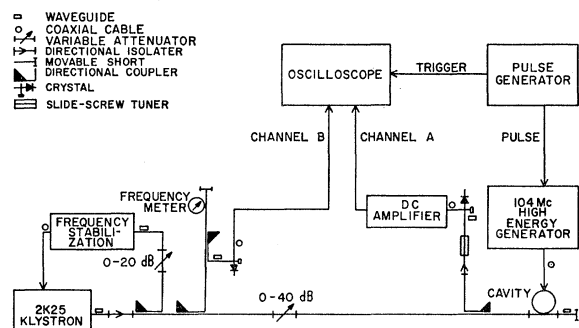 WAVEGUIDE
COAXIAL CABLE
VARIABLE ATTENUATOR
DIRECTIONAL ISOLATER
MOVABLE SHORT
DIRECTIONAL COUPLER
CRYSTAL
SLIDE-SCREW TUNER
OSCILLOSCOPE
TRIGGER
PULSE
GENERATOR
CHANNEL B
CHANNEL A
PULSE
FREQUENCY
METER
DC
AMPLIFIER
104 Mc
HIGH
ENERGY
GENERATOR
FREQUENCY
STABILI-
ZATION
0-20 dB
0-40 dB
CAVITY
2K25
KLYSTRON